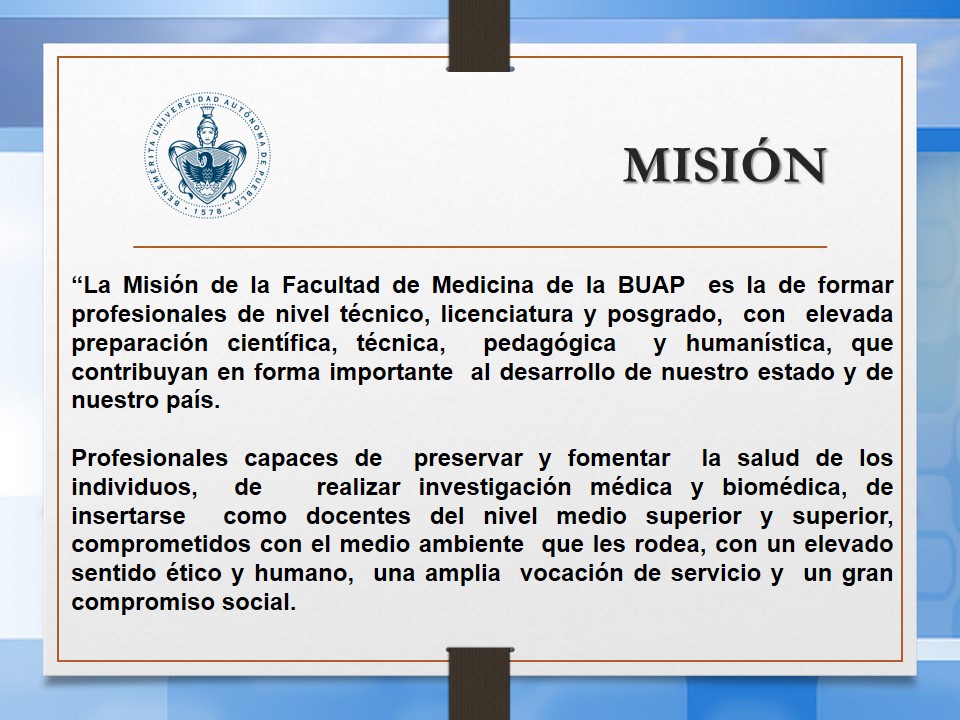 BENEMÉRITA UNIVERSIDAD AUTÓNOMA DE PUEBLA
• 1578 •
MISIÓN
“La Misión de la Facultad de Medicina de la BUAP es la de formar
profesionales de nivel técnico, licenciatura y posgrado, con elevada
preparación científica, técnica, pedagógica y humanística, que
contribuyan en forma importante al desarrollo de nuestro estado y de
nuestro país.
Profesionales capaces de preservar y fomentar la salud de los
individuos, de realizar investigación médica y biomédica, de
insertarse como docentes del nivel medio superior y superior,
comprometidos con el medio ambiente que les rodea, con un elevado
sentido ético y humano, una amplia vocación de servicio y un gran
compromiso social.